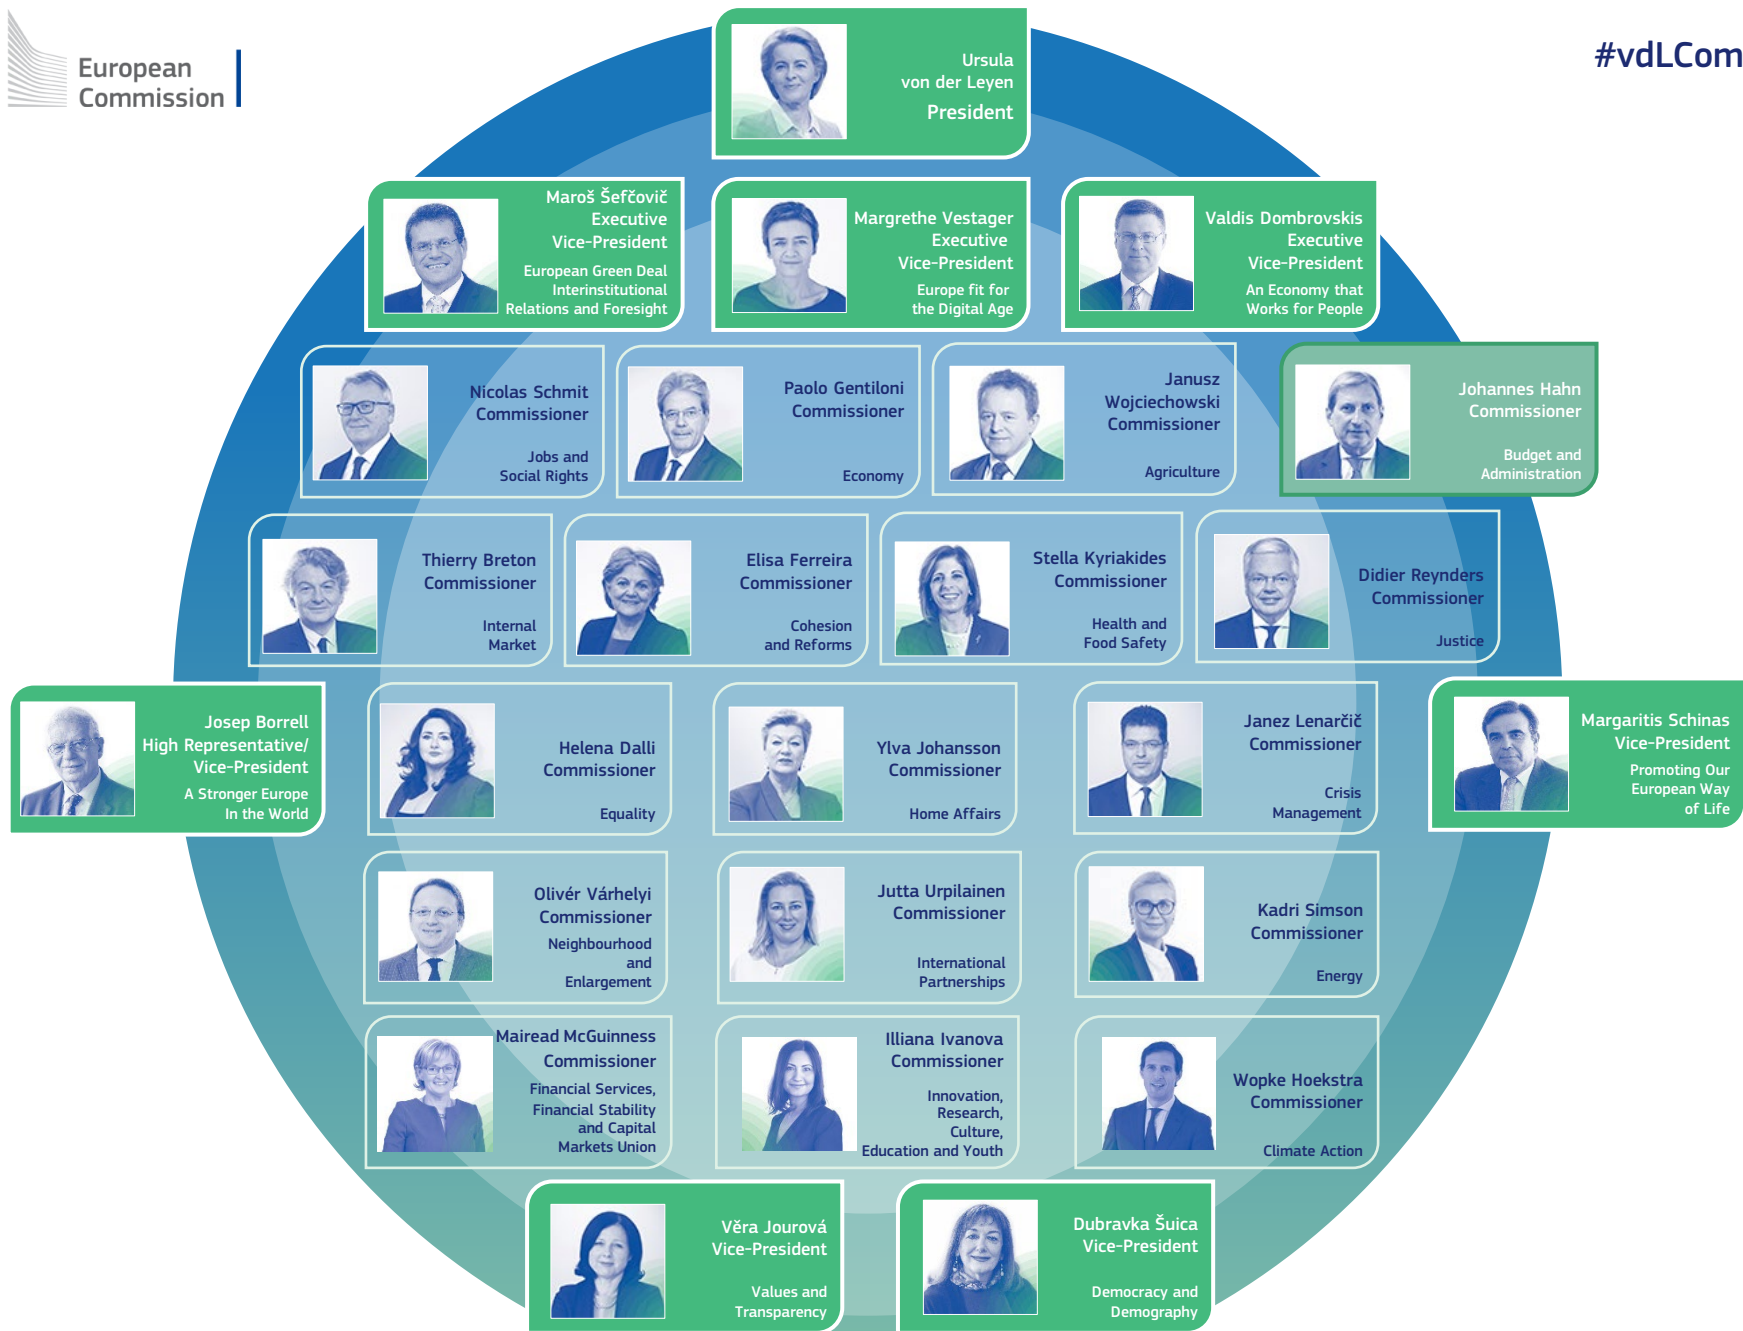 European
Commission
#vdLCom
Ursula
von der Leyen
President
Maroš Šefčovič
Executive
Vice-President
European Green Deal
Interinstitutional
Relations and Foresight
Margrethe Vestager
Executive
Vice-President
Europe fit for
the Digital Age
Valdis Dombrovskis
Executive
Vice-President
An Economy that
Works for People
Nicolas Schmit
Commissioner
Jobs and
Social Rights
Paolo Gentiloni
Commissioner
Economy
Janusz
Wojciechowski
Commissioner
Agriculture
Johannes Hahn
Commissioner
Budget and
Administration
Thierry Breton
Commissioner
Internal
Market
Elisa Ferreira
Commissioner
Cohesion
and Reforms
Stella Kyriakides
Commissioner
Health and
Food Safety
Didier Reynders
Commissioner
Justice
Josep Borrell
High Representative/
Vice-President
A Stronger Europe
In the World
Helena Dalli
Commissioner
Equality
Ylva Johansson
Commissioner
Home Affairs
Janez Lenarčič
Commissioner
Crisis
Management
Margaritis Schinas
Vice-President
Promoting Our
European Way
of Life
Olivér Várhelyi
Commissioner
Neighbourhood
and
Enlargement
Jutta Urpilainen
Commissioner
International
Partnerships
Kadri Simson
Commissioner
Energy
Mairead McGuinness
Commissioner
Financial Services,
Financial Stability
and Capital
Markets Union
Illiana Ivanova
Commissioner
Innovation,
Research,
Culture,
Education and Youth
Wopke Hoekstra
Commissioner
Climate Action
Věra Jourová
Vice-President
Values and
Transparency
Dubravka Šuica
Vice-President
Democracy and
Demography